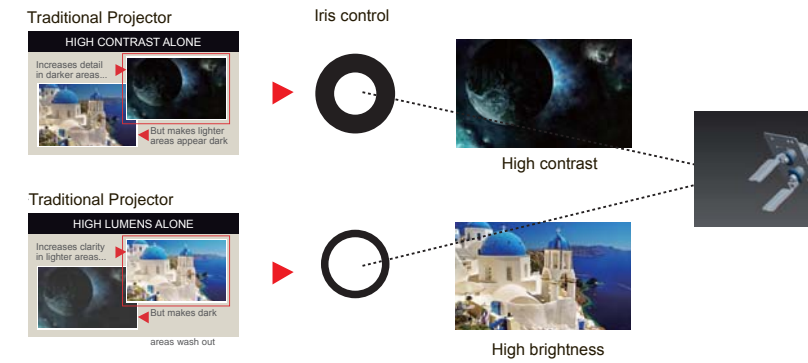 Traditional Projector
Iris control
HIGH CONTRAST ALONE
Increases detail
in darker areas...
But makes lighter
areas appear dark
High contrast
Traditional Projector
HIGH LUMENS ALONE
Increases clarity
in lighter areas...
But makes dark
areas wash out
High brightness